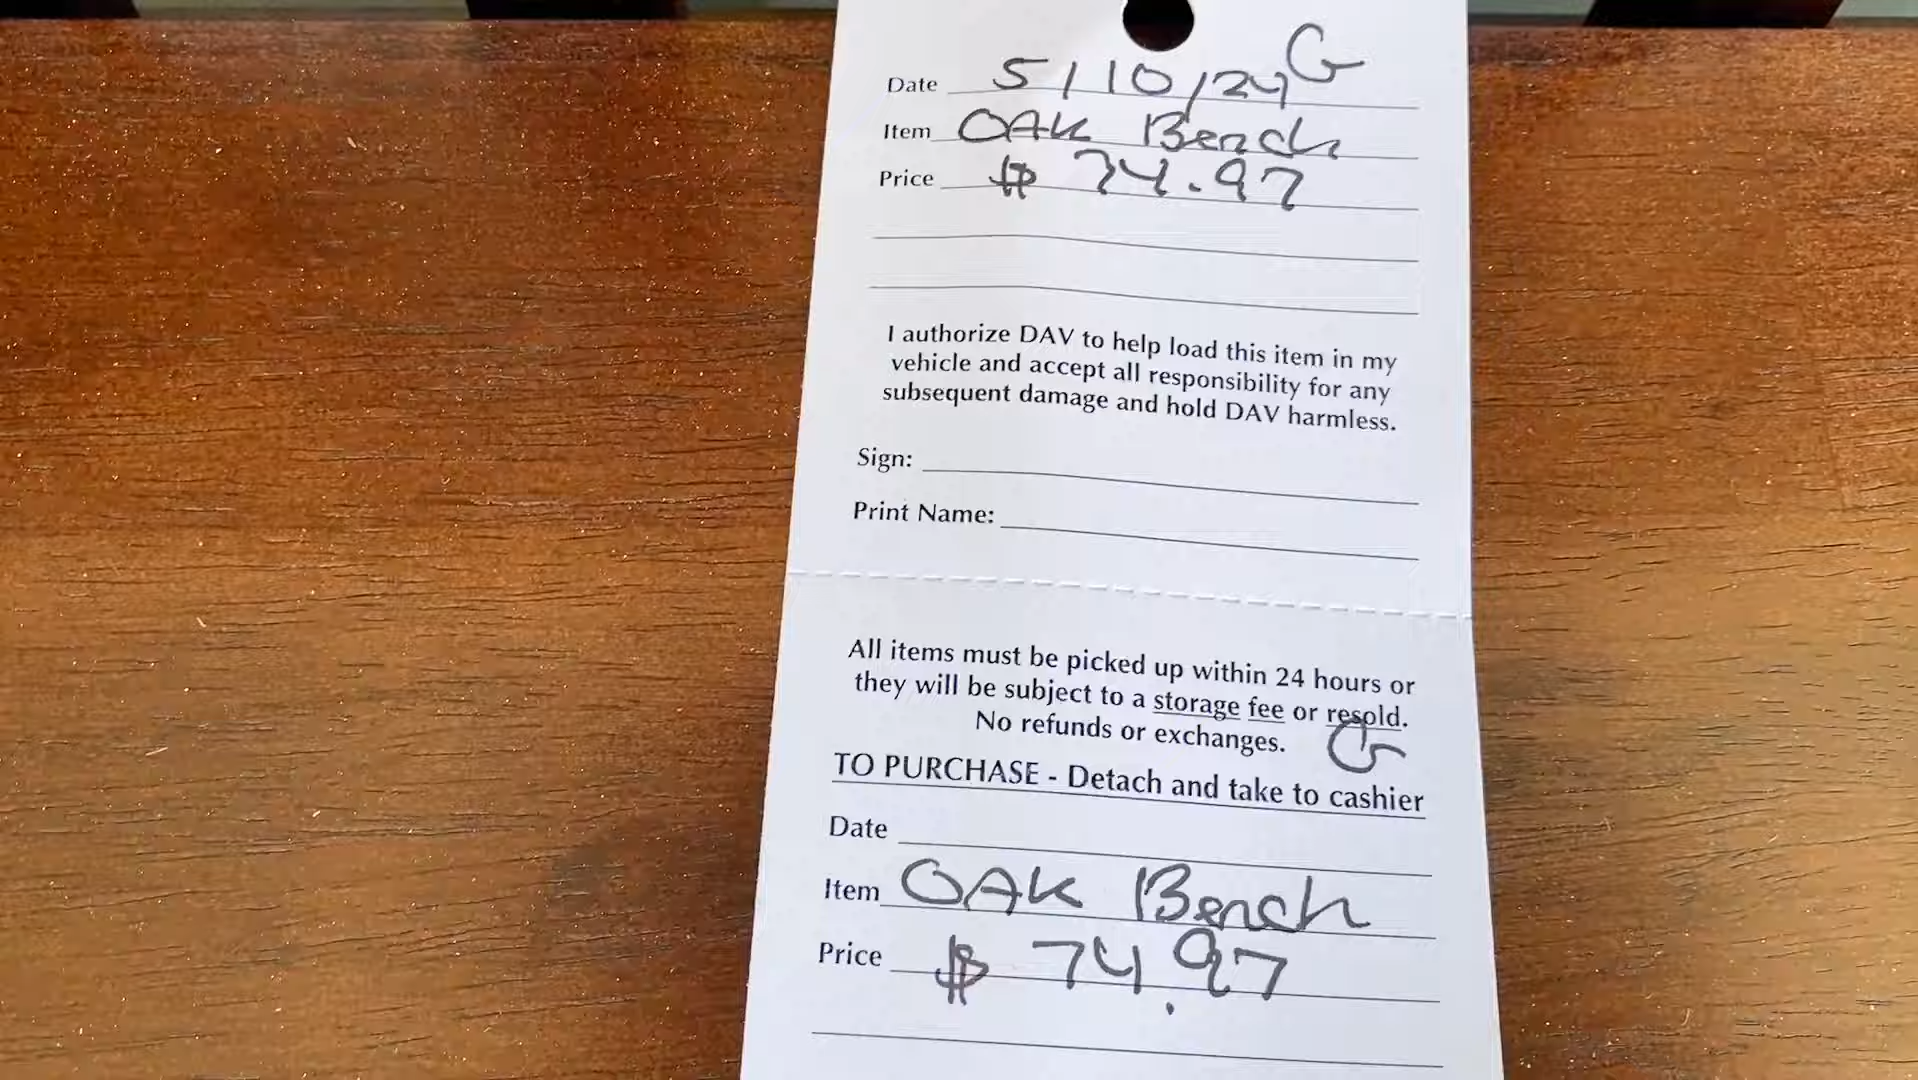 Date 5/10/24 G
Item OAK Bench
Price $ 74.97
I authorize DAV to help load this item in my
vehicle and accept all responsibility for any
subsequent damage and hold DAV harmless.
Sign:
Print Name:
All items must be picked up within 24 hours or
they will be subject to a storage fee or resold.
No refunds or exchanges. G
TO PURCHASE - Detach and take to cashier
Date
Item OAK Bench
Price $ 74.97